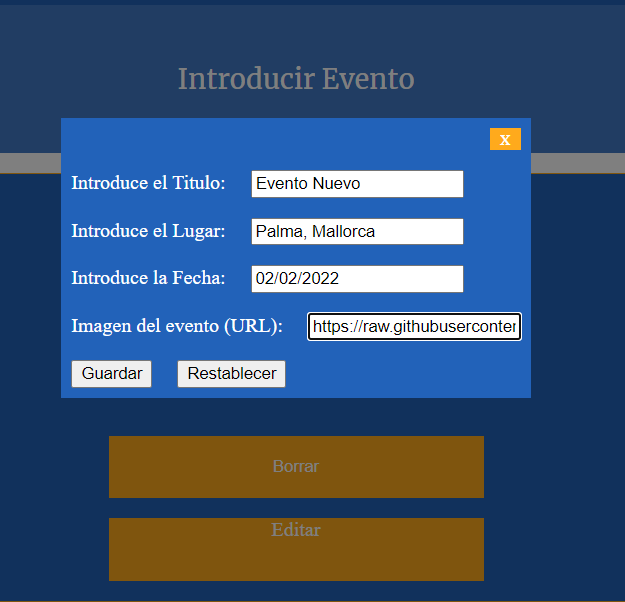 Introducir Evento
x
Introduce el Titulo: Evento Nuevo
Introduce el Lugar: Palma, Mallorca
Introduce la Fecha: 02/02/2022
Imagen del evento (URL): https://raw.githubuserconter
Guardar Restablecer
Borrar
Editar